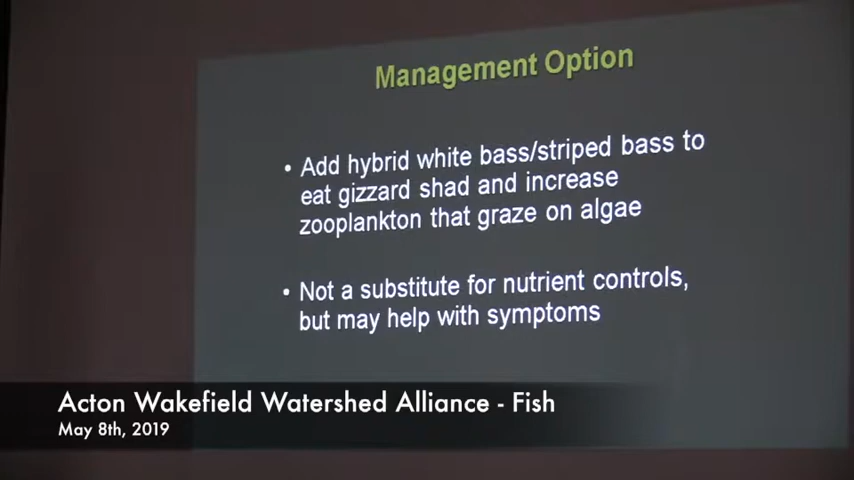 Management Option
• Add hybrid white bass/striped bass to
eat gizzard shad and increase
zooplankton that graze on algae
• Not a substitute for nutrient controls,
but may help with symptoms
Acton Wakefield Watershed Alliance - Fish
May 8th, 2019